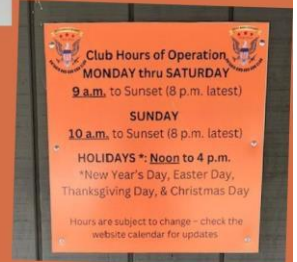 Club Hours of Operation
MONDAY thru SATURDAY
9 a.m. to Sunset (8 p.m. latest)
SUNDAY
10 a.m. to Sunset (8 p.m. latest)
HOLIDAYS *: Noon to 4 p.m.
*New Year's Day, Easter Day,
Thanksgiving Day, & Christmas Day
Hours are subject to change – check the
website calendar for updates